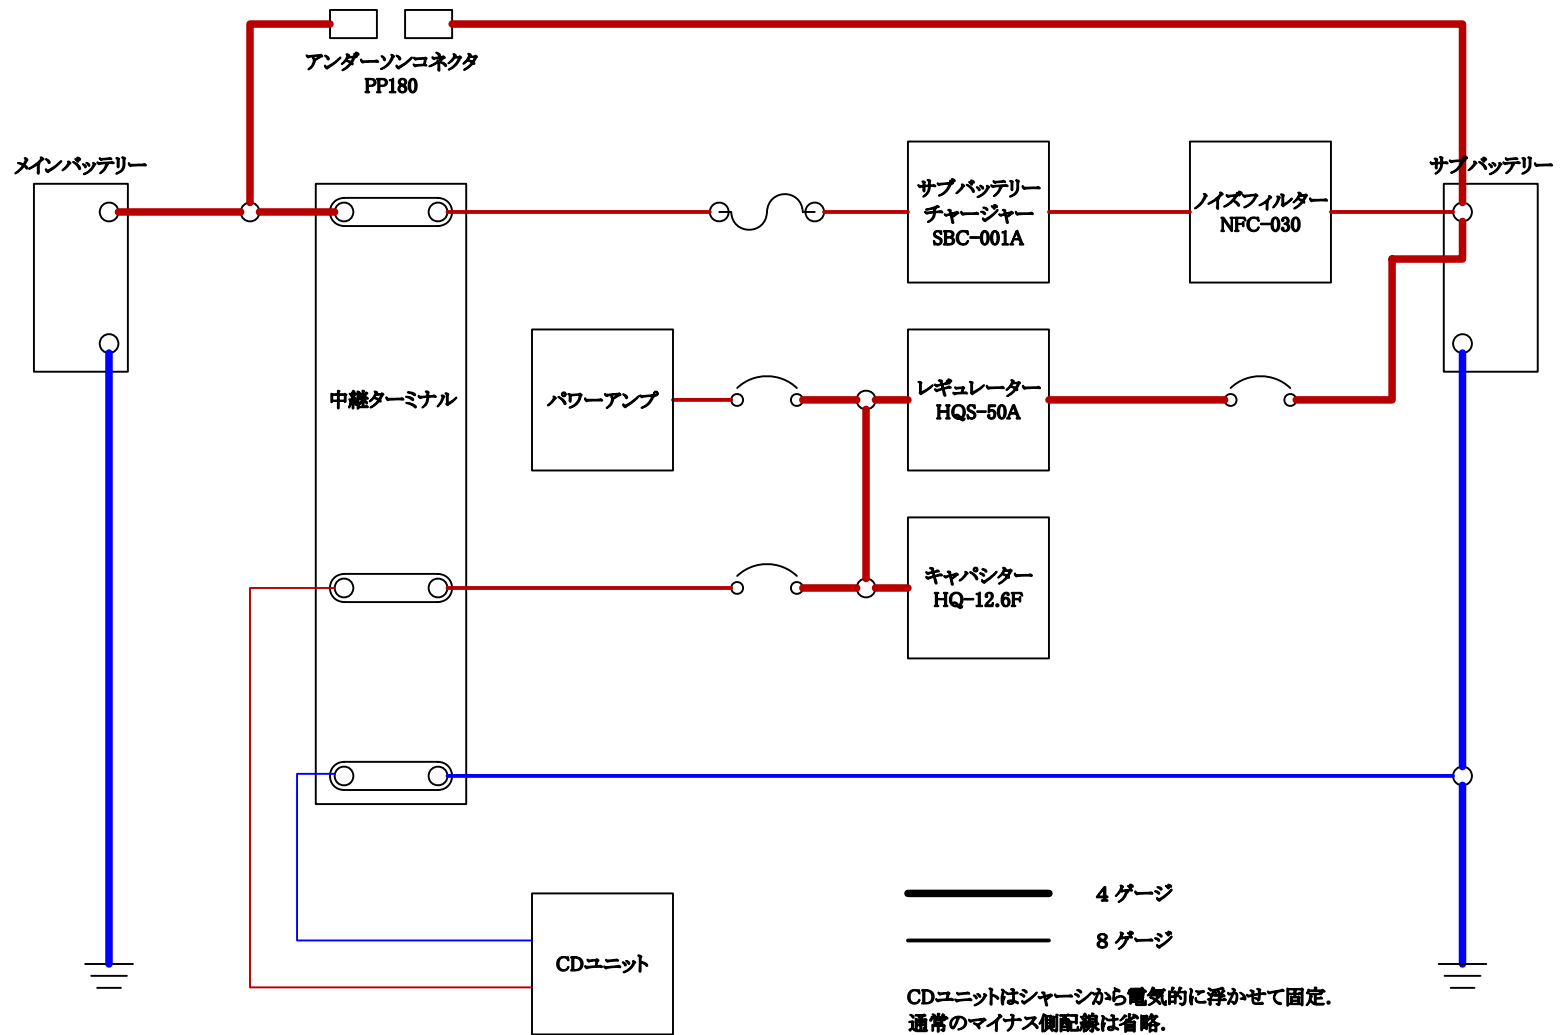 アンダーソンコネクタ
PP180
メインバッテリー
サブバッテリー
サブバッテリー
チャージャー
SBC-001A
ノイズフィルター
NFC-030
中継ターミナル
パワーアンプ
レギュレーター
HQS-50A
キャパシター
HQ-12.6F
4 ゲージ
8 ゲージ
CDユニット
CDユニットはシャーシから電気的に浮かせて固定.
通常のマイナス側配線は省略.